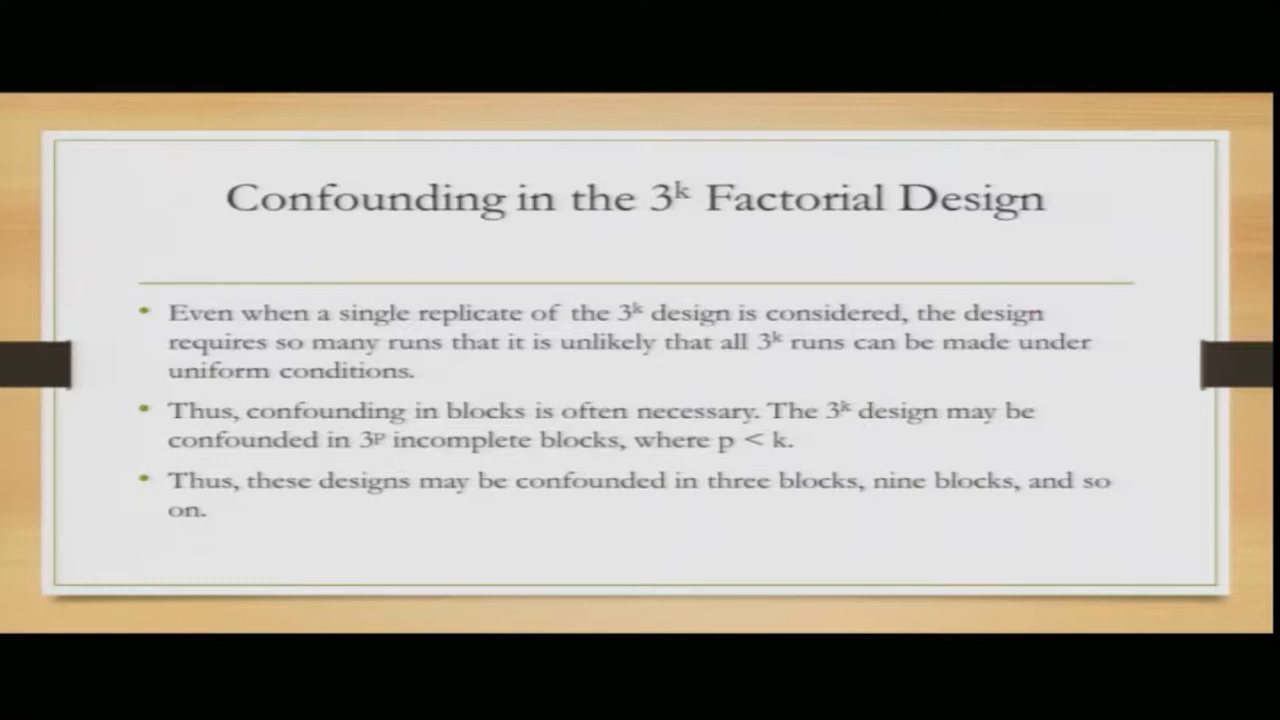 Confounding in the 3ᵏ Factorial Design
• Even when a single replicate of the 3ᵏ design is considered, the design
requires so many runs that it is unlikely that all 3ᵏ runs can be made under
uniform conditions.
• Thus, confounding in blocks is often necessary. The 3ᵏ design may be
confounded in 3ᵖ incomplete blocks, where p < k.
• Thus, these designs may be confounded in three blocks, nine blocks, and so
on.